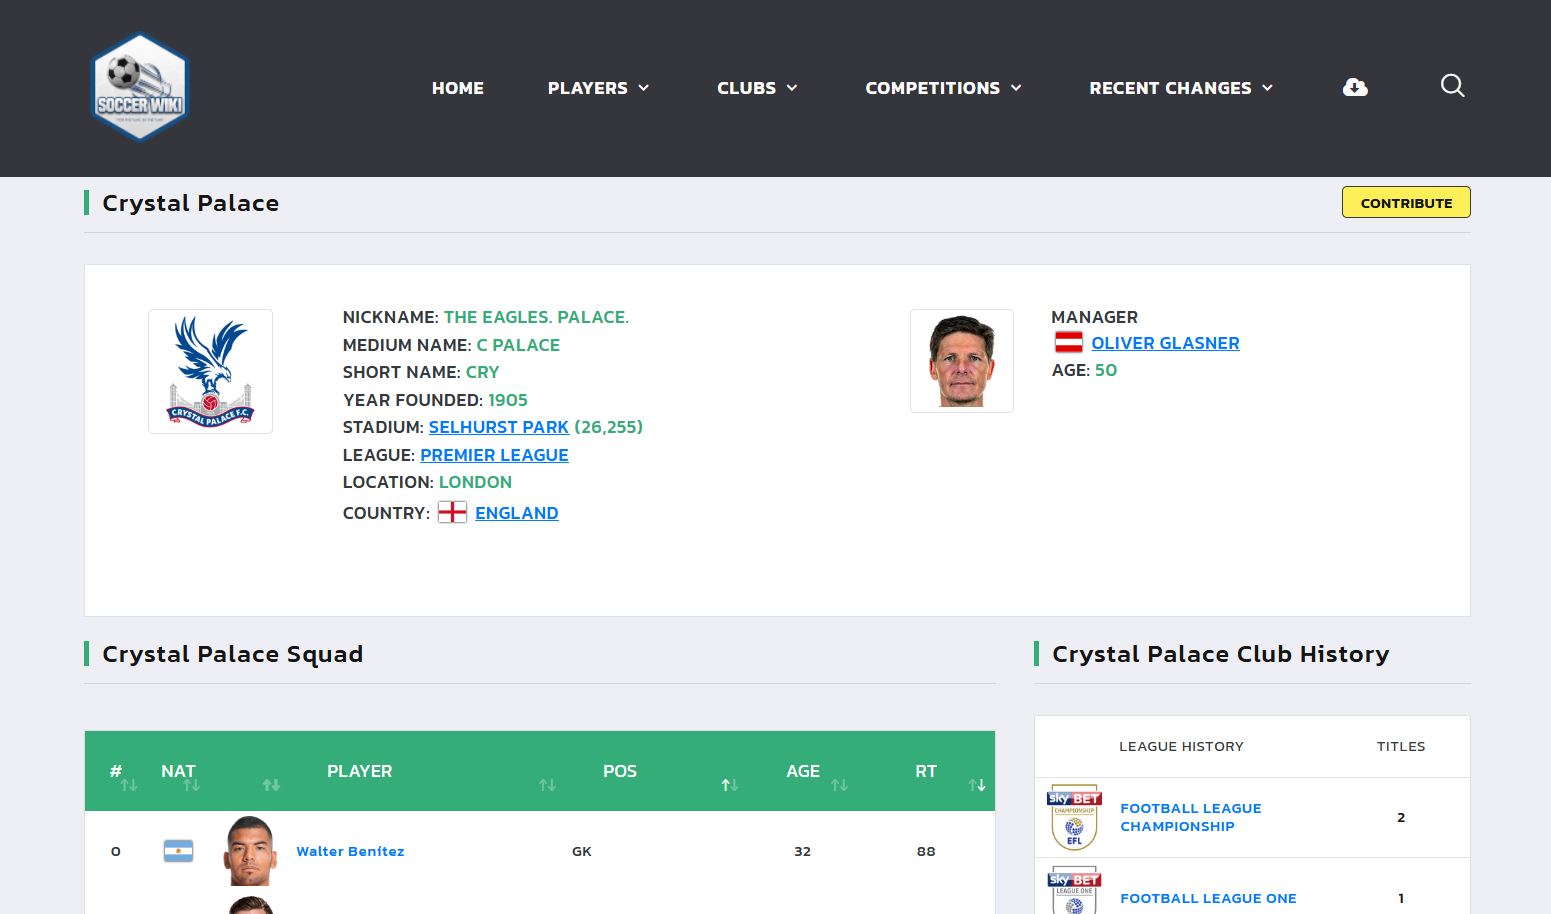 SOCCER WIKI
HOME
PLAYERS
CLUBS
COMPETITIONS
RECENT CHANGES
Crystal Palace
CONTRIBUTE
CRYSTAL PALACE F.C.
NICKNAME: THE EAGLES. PALACE.
MEDIUM NAME: C PALACE
SHORT NAME: CRY
YEAR FOUNDED: 1905
STADIUM: SELHURST PARK (26,255)
LEAGUE: PREMIER LEAGUE
LOCATION: LONDON
COUNTRY: ENGLAND
MANAGER
OLIVER GLASNER
AGE: 50
Crystal Palace Squad
# NAT PLAYER POS AGE RT
0 Walter Benítez GK 32 88
Crystal Palace Club History
LEAGUE HISTORY TITLES
sky BET
CHAMPIONSHIP
EFL
FOOTBALL LEAGUE
CHAMPIONSHIP
2
sky BET
LEAGUE ONE
FOOTBALL LEAGUE ONE
1